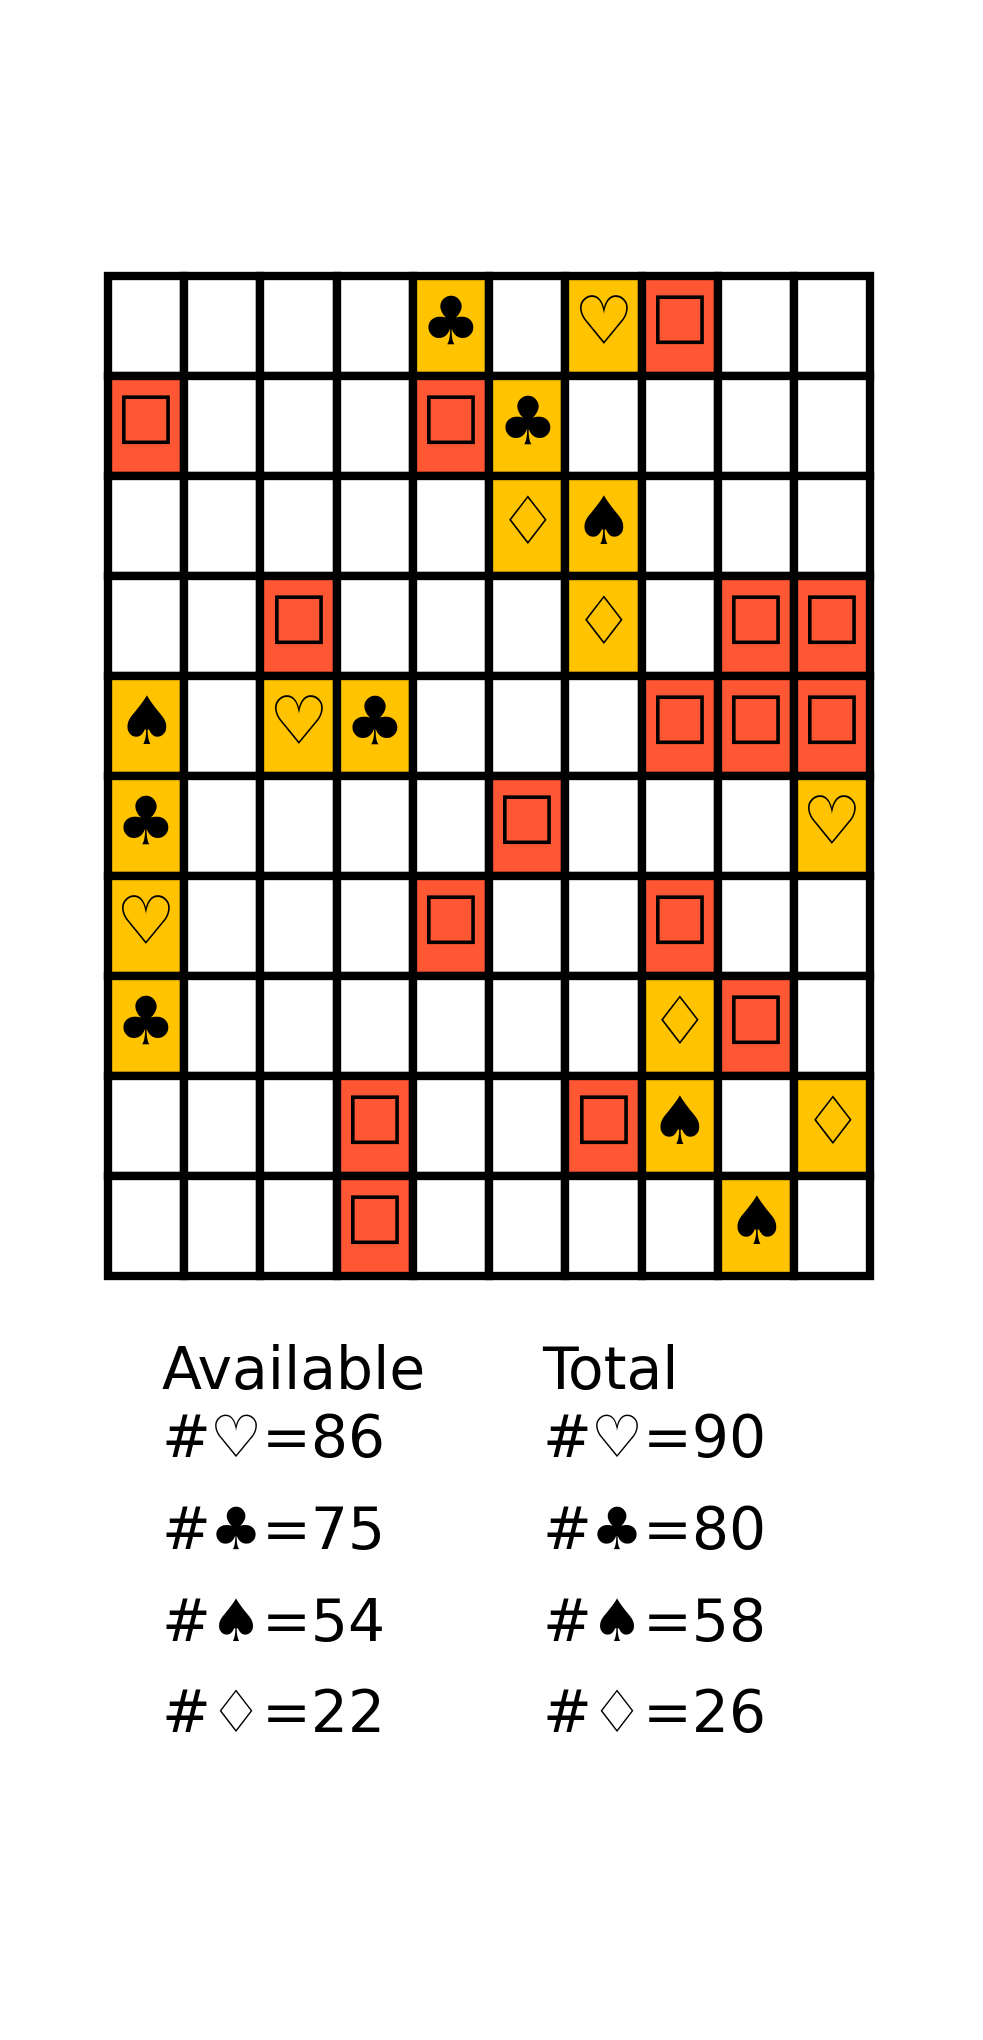 ♣ ♡ □
□ □ ♣
♢ ♠
□ ♢ □ □
♠ ♡ ♣ □ □ □
♣ □ ♡
♡ □ □
♣ ♢ □
□ □ ♠ ♢
□ ♠
Available Total
#♡=86 #♡=90
#♣=75 #♣=80
#♠=54 #♠=58
#♢=22 #♢=26